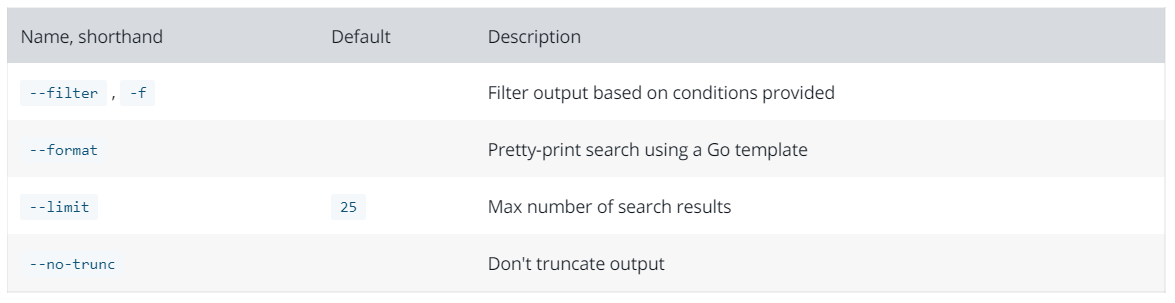 Name, shorthand Default Description
--filter , -f Filter output based on conditions provided
--format Pretty-print search using a Go template
--limit 25 Max number of search results
--no-trunc Don't truncate output